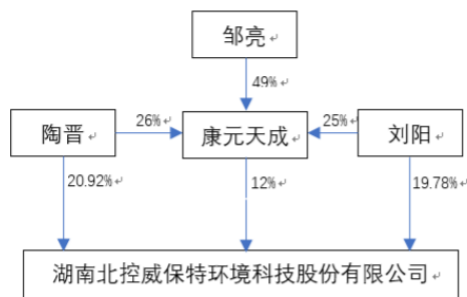 邹亮
49%
陶晋
26%
康元天成
25%
刘阳
20.92%
12%
19.78%
湖南北控威保特环境科技股份有限公司